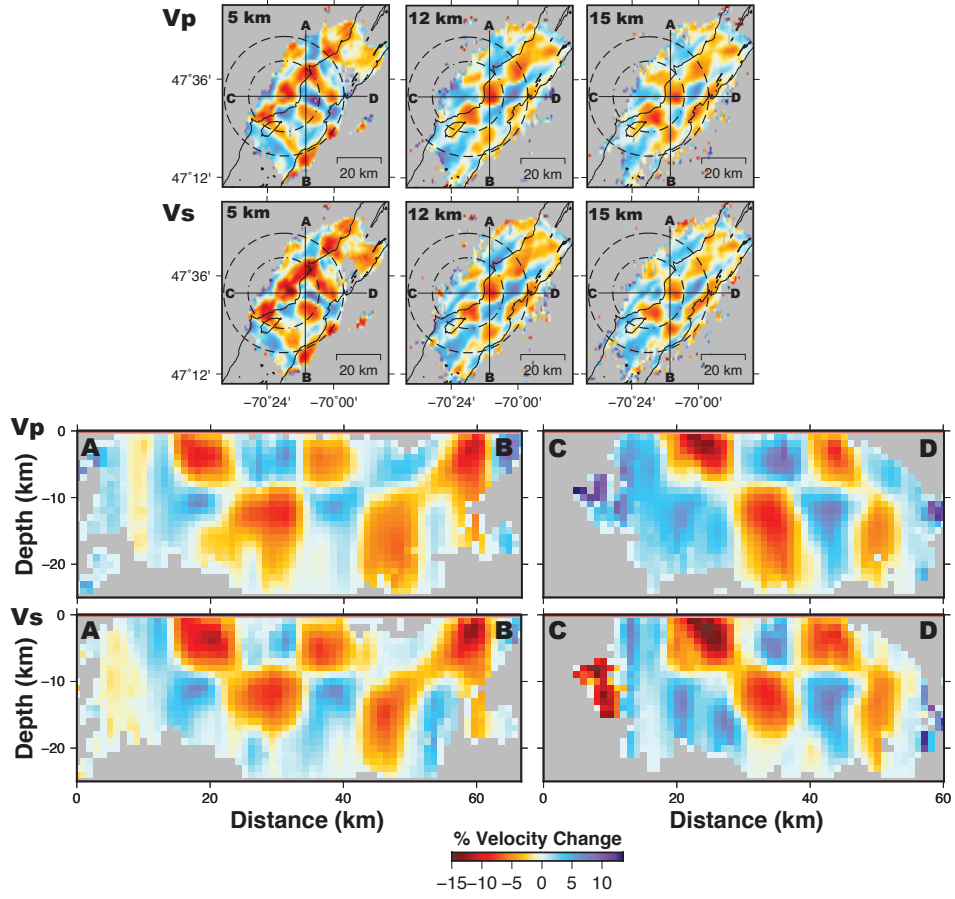 Vp 5 km 12 km 15 km
A A A
47°36'
C D C D C D
20 km 20 km 20 km
47°12'
B B B
Vs 5 km 12 km 15 km
A A A
47°36'
C D C D C D
20 km 20 km 20 km
47°12'
B B B
−70°24' −70°00' −70°24' −70°00' −70°24' −70°00'
Vp
0 A B C D
Depth (km)
−10
−20
Vs
0 A B C D
Depth (km)
−10
−20
0 20 40 60 0 20 40 60
Distance (km) Distance (km)
% Velocity Change
−15 −10 −5 0 5 10